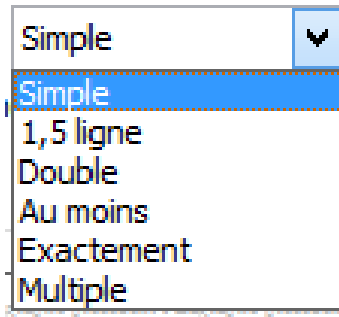 Simple
Simple
1,5 ligne
Double
Au moins
Exactement
Multiple